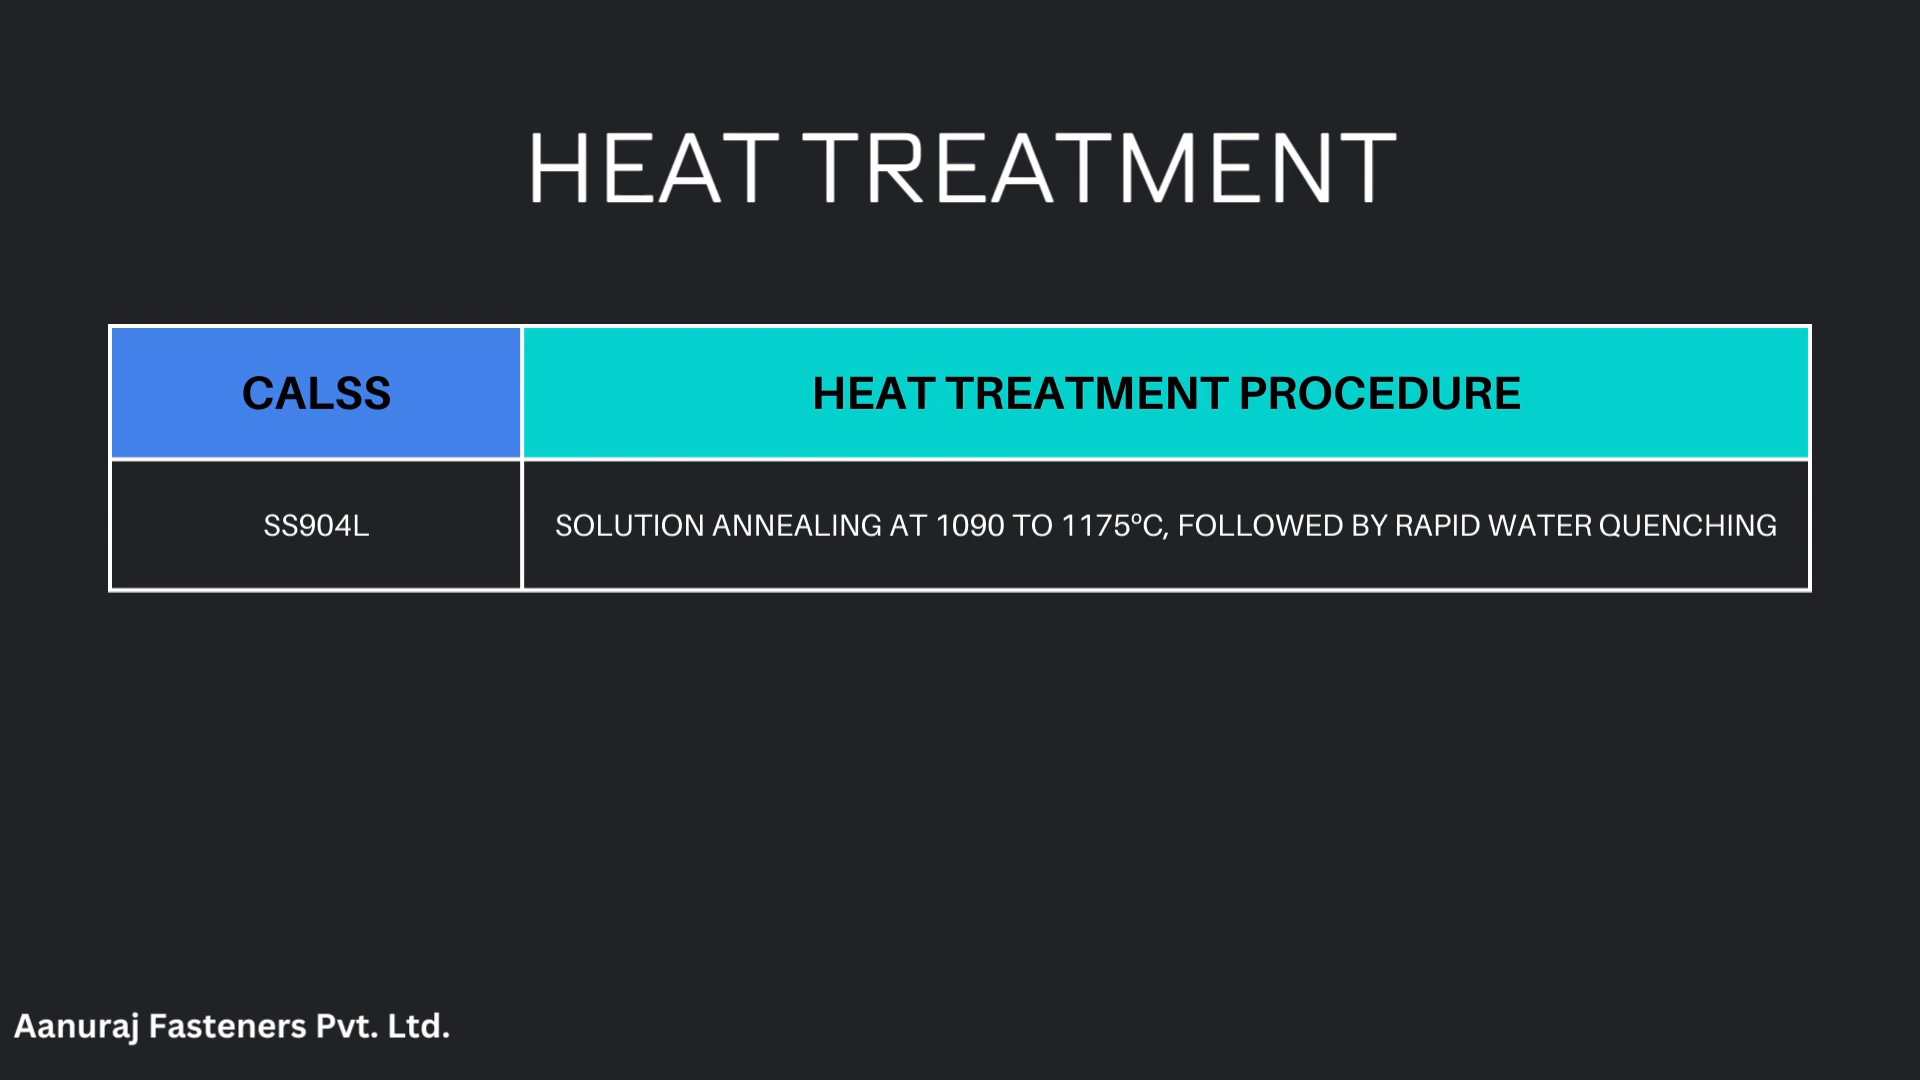 HEAT TREATMENT
CALSS
HEAT TREATMENT PROCEDURE
SS904L
SOLUTION ANNEALING AT 1090 TO 1175ºC, FOLLOWED BY RAPID WATER QUENCHING
Aanuraj Fasteners Pvt. Ltd.